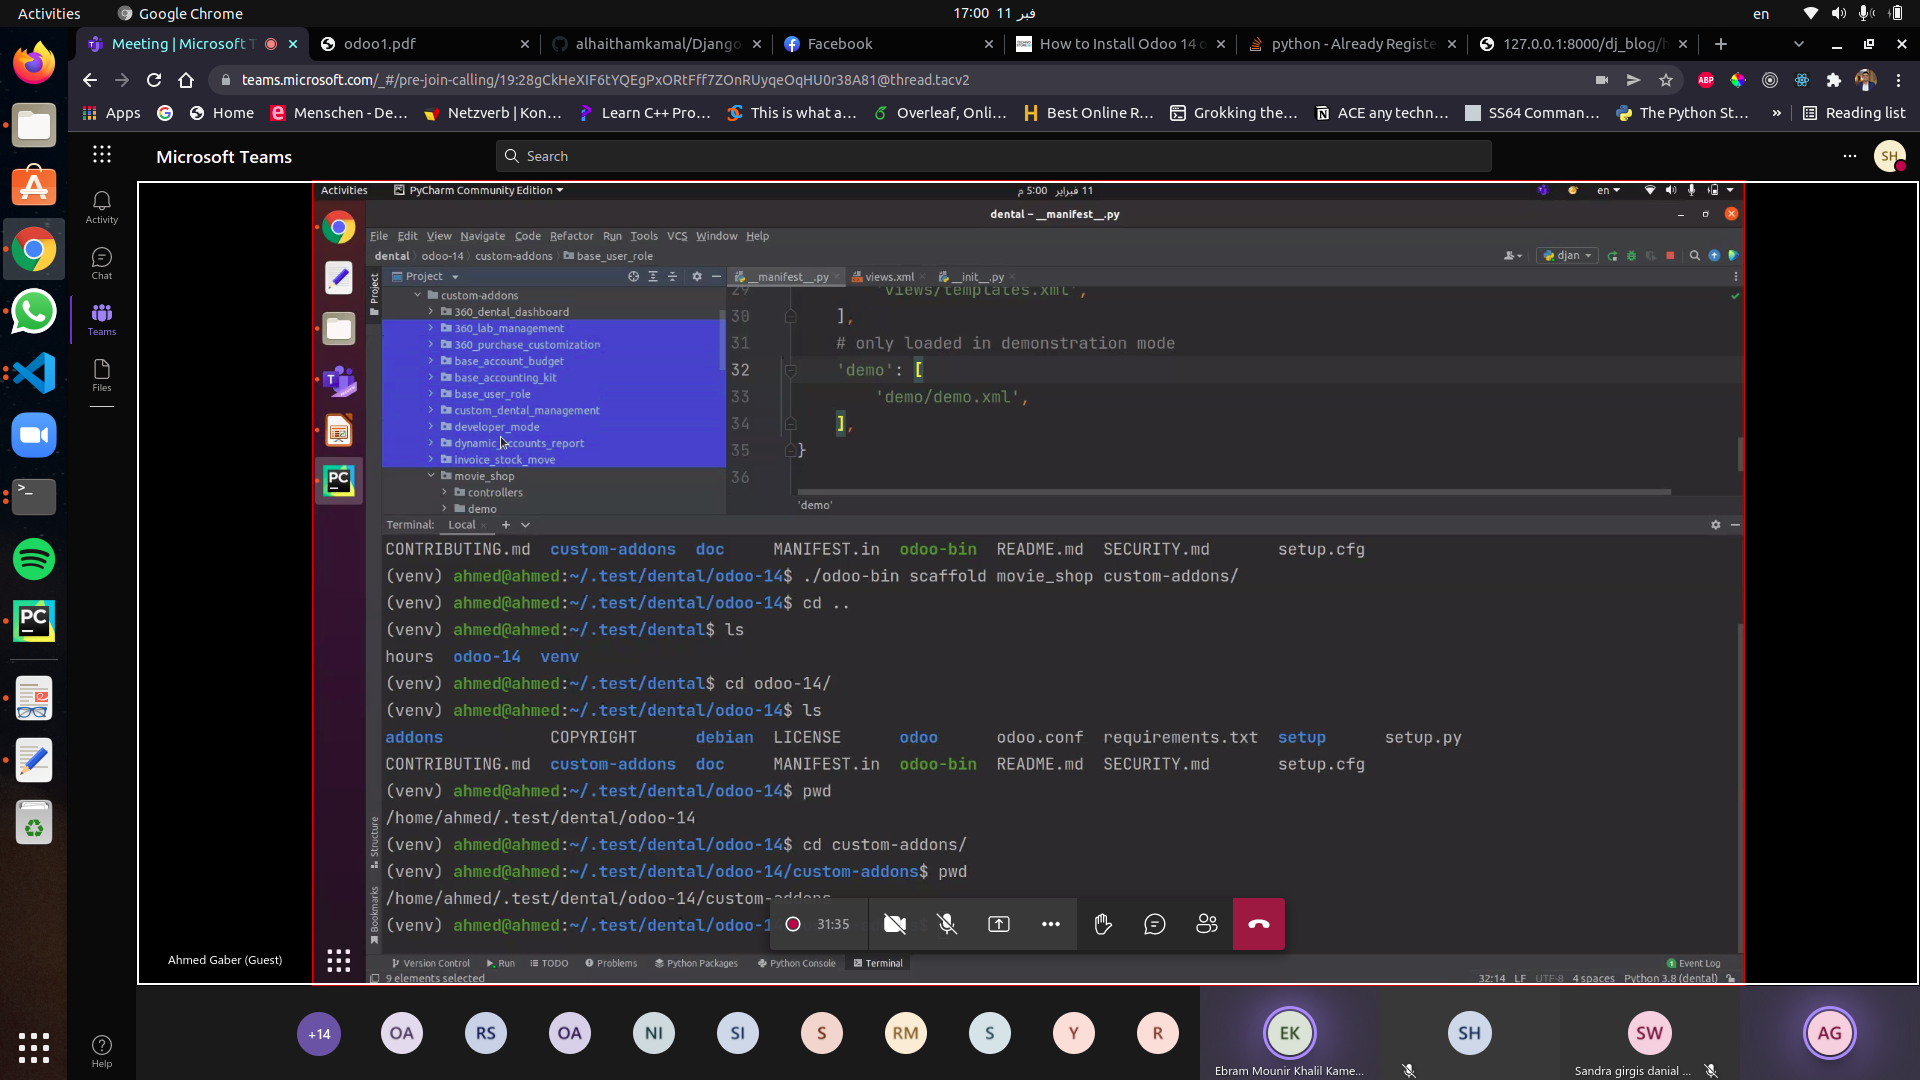 Activities
Google Chrome
17:00 11 فبر
en
Meeting | Microsoft T
odoo1.pdf
alhaithamkamal/Django
Facebook
How to Install Odoo 14 o
python - Already Registe
127.0.0.1:8000/dj_blog/h
teams.microsoft.com/_#/pre-join-calling/19:28gCkHeXIF6tYQEgPxORtFff7ZOnRUyqeOqHU0r38A81@thread.tacv2
ABP
Apps
Home
Menschen - De...
Netzverb | Kon...
Learn C++ Pro...
This is what a...
Overleaf, Onli...
Best Online R...
Grokking the...
ACE any techn...
SS64 Comman...
The Python St...
»
Reading list
Microsoft Teams
Search
SH
Activity
Chat
Teams
Files
Help
Activities
PyCharm Community Edition
11 فبراير 5:00 م
en
dental – __manifest__.py
File Edit View Navigate Code Refactor Run Tools VCS Window Help
dental › odoo-14 › custom-addons › base_user_role
djan
Project
Project
__manifest__.py
views.xml
__init__.py
custom-addons
360_dental_dashboard
360_lab_management
360_purchase_customization
base_account_budget
base_accounting_kit
base_user_role
custom_dental_management
developer_mode
dynamic_accounts_report
invoice_stock_move
movie_shop
controllers
demo
29 'views/templates.xml',
30 ],
31 # only loaded in demonstration mode
32 'demo': [
33 'demo/demo.xml',
34 ],
35 }
36
'demo'
Terminal: Local
CONTRIBUTING.md custom-addons doc MANIFEST.in odoo-bin README.md SECURITY.md setup.cfg
(venv) ahmed@ahmed:~/.test/dental/odoo-14$ ./odoo-bin scaffold movie_shop custom-addons/
(venv) ahmed@ahmed:~/.test/dental/odoo-14$ cd ..
(venv) ahmed@ahmed:~/.test/dental$ ls
hours odoo-14 venv
(venv) ahmed@ahmed:~/.test/dental$ cd odoo-14/
(venv) ahmed@ahmed:~/.test/dental/odoo-14$ ls
addons COPYRIGHT debian LICENSE odoo odoo.conf requirements.txt setup setup.py
CONTRIBUTING.md custom-addons doc MANIFEST.in odoo-bin README.md SECURITY.md setup.cfg
(venv) ahmed@ahmed:~/.test/dental/odoo-14$ pwd
/home/ahmed/.test/dental/odoo-14
(venv) ahmed@ahmed:~/.test/dental/odoo-14$ cd custom-addons/
(venv) ahmed@ahmed:~/.test/dental/odoo-14/custom-addons$ pwd
/home/ahmed/.test/dental/odoo-14/custom-addons
(venv) ahmed@ahmed:~/.test/dental/odoo-1
Structure
Bookmarks
31:35
Version Control
Run
TODO
Problems
Python Packages
Python Console
Terminal
1 Event Log
9 elements selected
32:14 LF UTF-8 4 spaces Python 3.8 (dental)
Ahmed Gaber (Guest)
+14
OA
RS
OA
NI
SI
S
RM
S
Y
R
EK
SH
SW
AG
Ebram Mounir Khalil Kame...
Sandra girgis danial ...